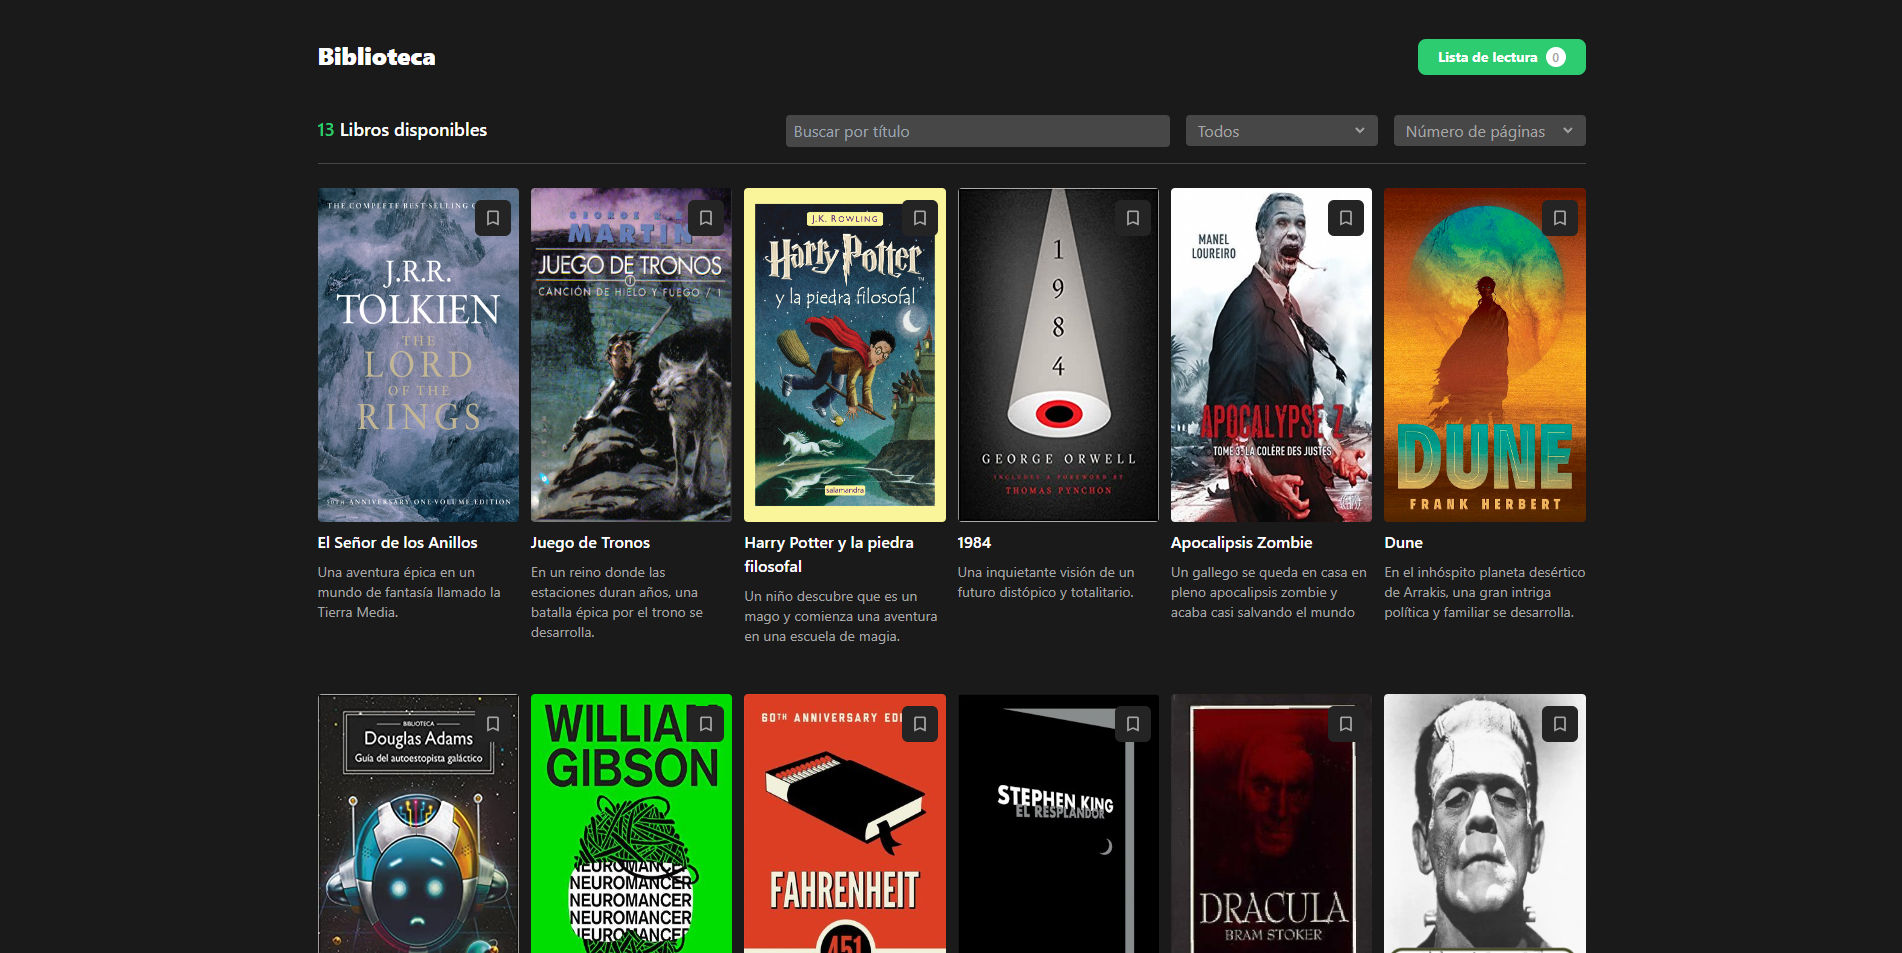 Biblioteca
Lista de lectura 0
13 Libros disponibles
Buscar por título
Todos
Número de páginas
THE COMPLETE BEST-SELLING
J.R.R.
TOLKIEN
THE
LORD
OF THE
RINGS
50TH ANNIVERSARY ONE-VOLUME EDITION
GEORGE R.
MARTIN
JUEGO DE TRONOS
CANCIÓN DE HIELO Y FUEGO / 1
J.K. ROWLING
Harry Potter
y la piedra filosofal
salamandra
1
9
8
4
GEORGE ORWELL
INCLUDES A FOREWORD BY
THOMAS PYNCHON
MANEL
LOUREIRO
APOCALYPSE Z
TOME 3: LA COLÈRE DES JUSTES
DUNE
FRANK HERBERT
El Señor de los Anillos
Una aventura épica en un
mundo de fantasía llamado la
Tierra Media.
Juego de Tronos
En un reino donde las
estaciones duran años, una
batalla épica por el trono se
desarrolla.
Harry Potter y la piedra
filosofal
Un niño descubre que es un
mago y comienza una aventura
en una escuela de magia.
1984
Una inquietante visión de un
futuro distópico y totalitario.
Apocalipsis Zombie
Un gallego se queda en casa en
pleno apocalipsis zombie y
acaba casi salvando el mundo
Dune
En el inhóspito planeta desértico
de Arrakis, una gran intriga
política y familiar se desarrolla.
BIBLIOTECA
Douglas Adams
Guía del autoestopista galáctico
WILLIA
GIBSON
NEUROMANCER
NEUROMANCER
NEUROMANCER
NEUROMANCER
NEUROMANCER
60TH ANNIVERSARY ED
FAHRENHEIT
451
STEPHEN KING
EL RESPLANDOR
DRACULA
BRAM STOKER